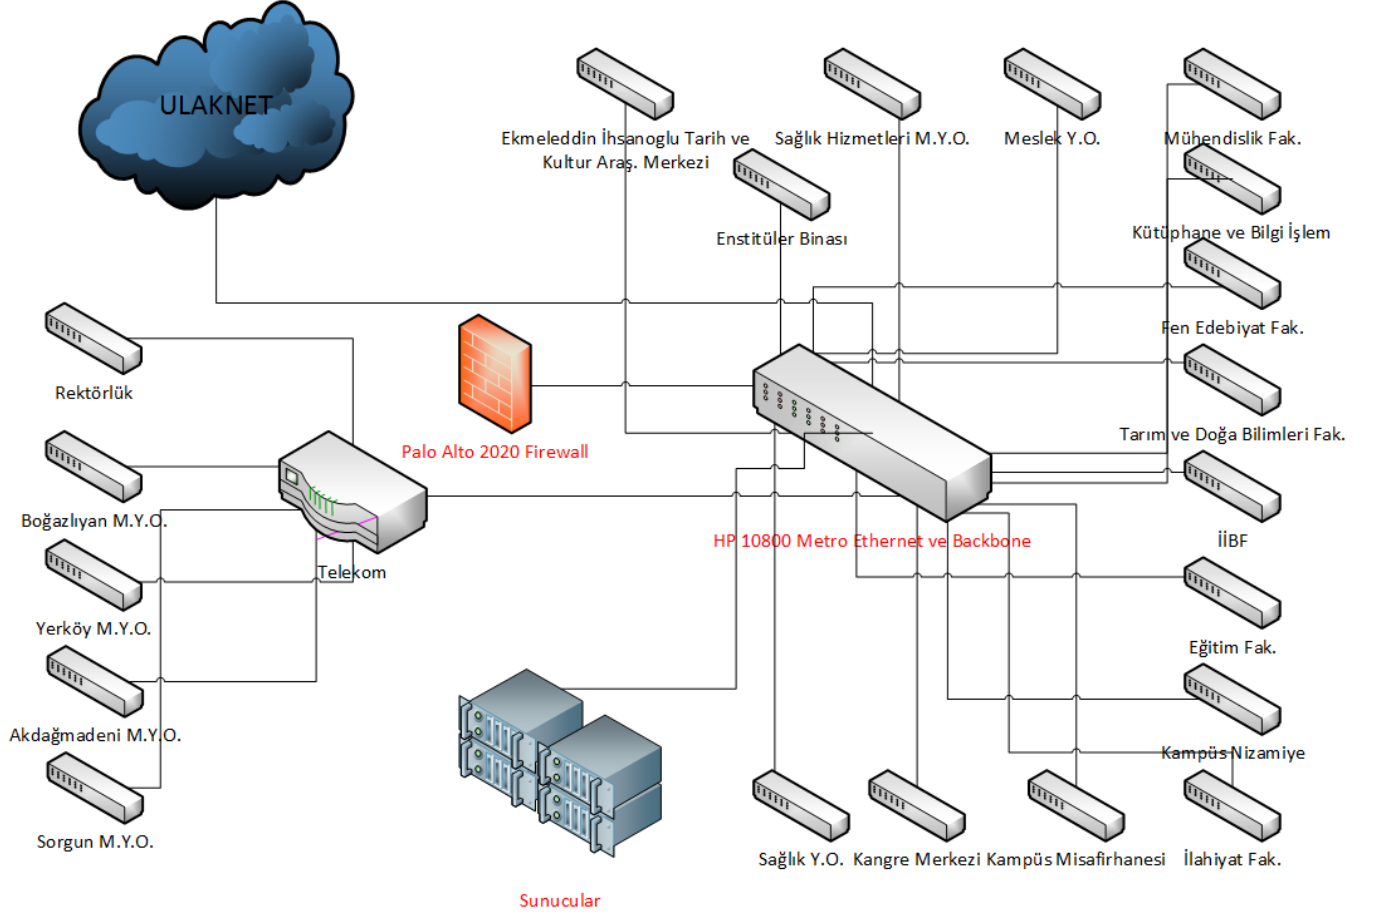 ULAKNET
Ekmeleddin İhsanoglu Tarih ve
Kultur Araş. Merkezi
Sağlık Hizmetleri M.Y.O.
Meslek Y.O.
Mühendislik Fak.
Enstitüler Binası
Kütüphane ve Bilgi İşlem
Fen Edebiyat Fak.
Rektörlük
Palo Alto 2020 Firewall
Tarım ve Doğa Bilimleri Fak.
Boğazlıyan M.Y.O.
HP 10800 Metro Ethernet ve Backbone
İİBF
Telekom
Yerköy M.Y.O.
Eğitim Fak.
Akdağmadeni M.Y.O.
Kampüs Nizamiye
Sorgun M.Y.O.
Sağlık Y.O.
Kangre Merkezi
Kampüs Misafirhanesi
İlahiyat Fak.
Sunucular